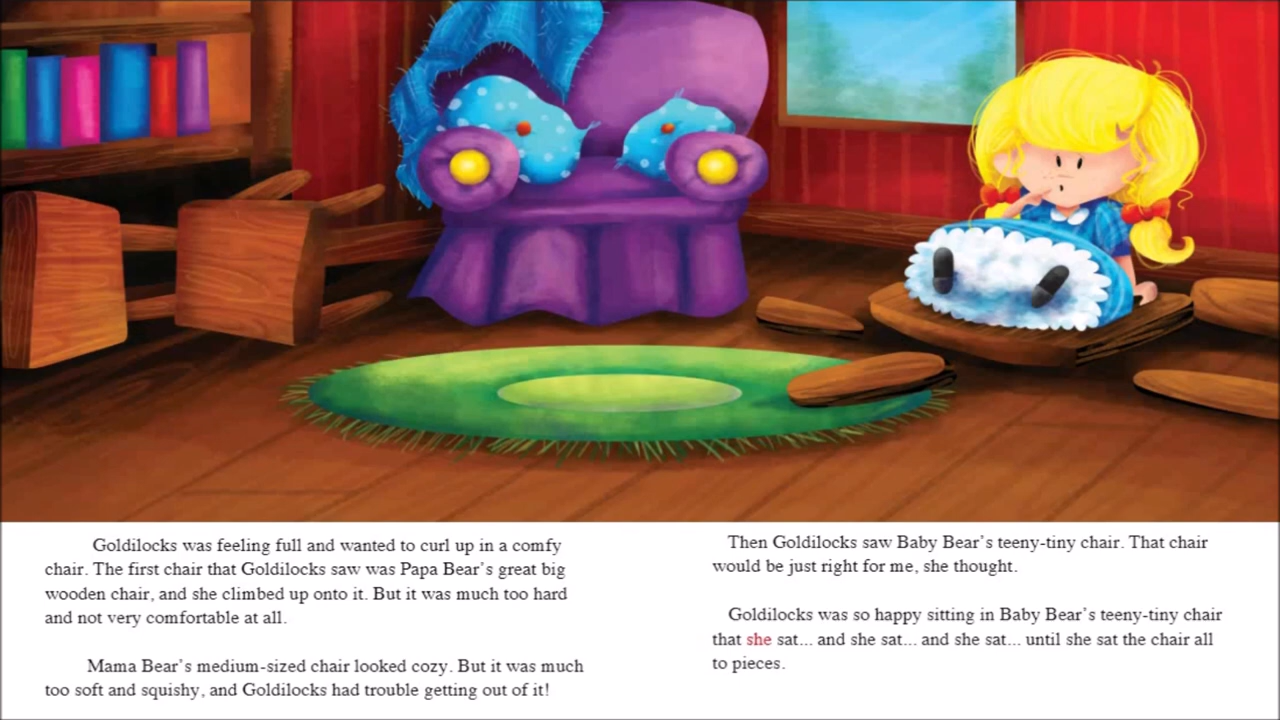 Goldilocks was feeling full and wanted to curl up in a comfy
chair. The first chair that Goldilocks saw was Papa Bear's great big
wooden chair, and she climbed up onto it. But it was much too hard
and not very comfortable at all.
Mama Bear's medium-sized chair looked cozy. But it was much
too soft and squishy, and Goldilocks had trouble getting out of it!
Then Goldilocks saw Baby Bear's teeny-tiny chair. That chair
would be just right for me, she thought.
Goldilocks was so happy sitting in Baby Bear's teeny-tiny chair
that she sat... and she sat... and she sat... until she sat the chair all
to pieces.